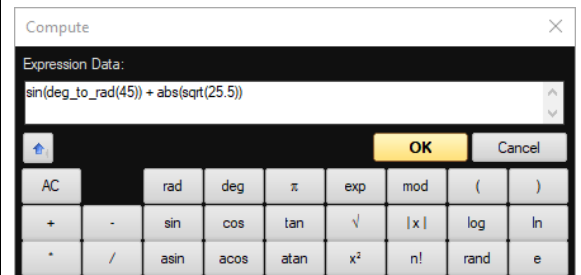 Compute
Expression Data:
sin(deg_to_rad(45)) + abs(sqrt(25.5))
OK Cancel
AC rad deg π exp mod ( )
+ - sin cos tan √ |x| log ln
* / asin acos atan x² n! rand e